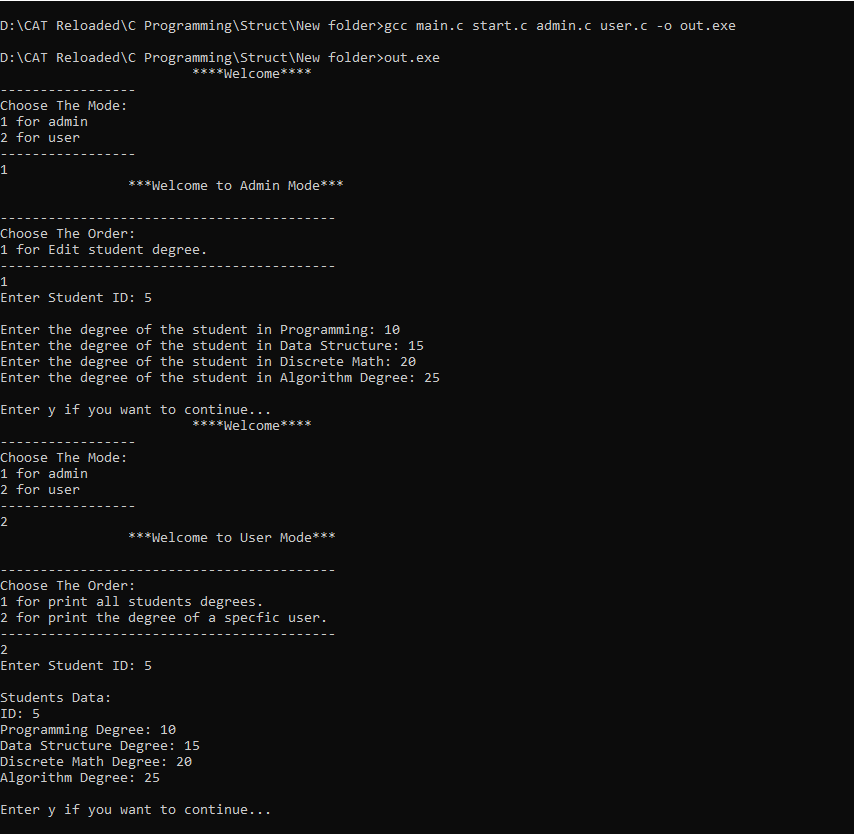 D:\CAT Reloaded\C Programming\Struct\New folder>gcc main.c start.c admin.c user.c -o out.exe
D:\CAT Reloaded\C Programming\Struct\New folder>out.exe
****Welcome****
-----------------
Choose The Mode:
1 for admin
2 for user
-----------------
1
***Welcome to Admin Mode***
------------------------------------------
Choose The Order:
1 for Edit student degree.
------------------------------------------
1
Enter Student ID: 5
Enter the degree of the student in Programming: 10
Enter the degree of the student in Data Structure: 15
Enter the degree of the student in Discrete Math: 20
Enter the degree of the student in Algorithm Degree: 25
Enter y if you want to continue...
****Welcome****
-----------------
Choose The Mode:
1 for admin
2 for user
-----------------
2
***Welcome to User Mode***
------------------------------------------
Choose The Order:
1 for print all students degrees.
2 for print the degree of a specfic user.
------------------------------------------
2
Enter Student ID: 5
Students Data:
ID: 5
Programming Degree: 10
Data Structure Degree: 15
Discrete Math Degree: 20
Algorithm Degree: 25
Enter y if you want to continue...